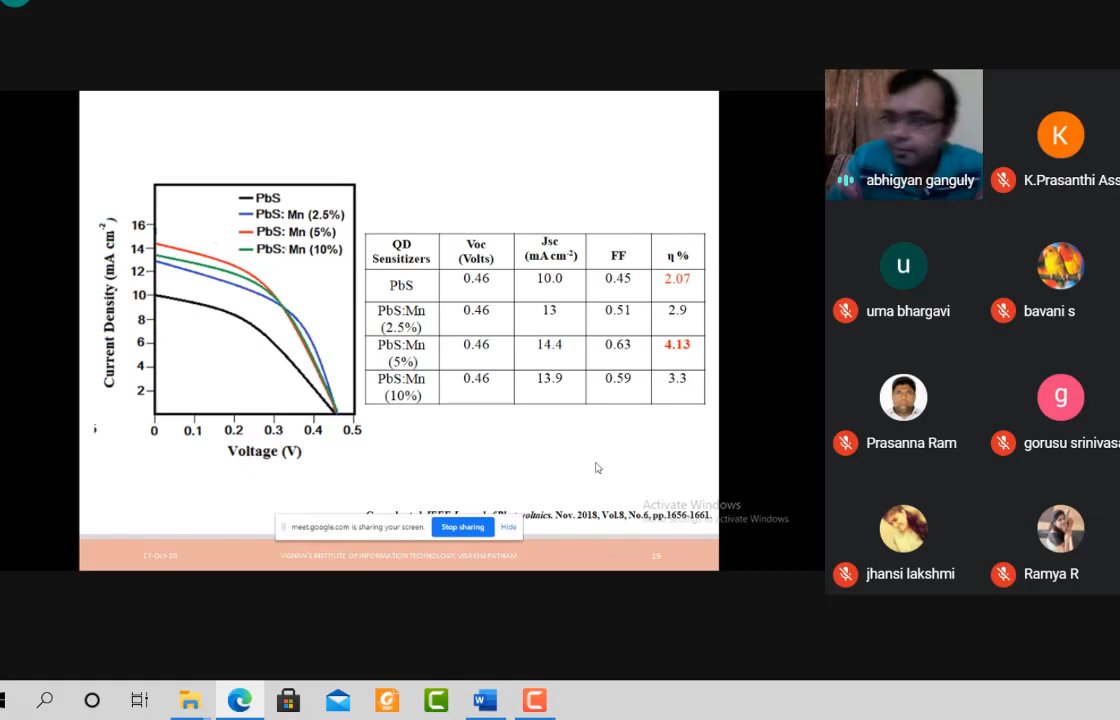 PbS
PbS: Mn (2.5%)
PbS: Mn (5%)
PbS: Mn (10%)
Current Density (mA cm⁻²)
16
14
12
10
8
6
4
2
0 0.1 0.2 0.3 0.4 0.5
Voltage (V)
QD Sensitizers Voc (Volts) Jsc (mA cm⁻²) FF η %
PbS 0.46 10.0 0.45 2.07
PbS:Mn (2.5%) 0.46 13 0.51 2.9
PbS:Mn (5%) 0.46 14.4 0.63 4.13
PbS:Mn (10%) 0.46 13.9 0.59 3.3
Activate Windows
Nov. 2018, Vol.8, No.6, pp.1656-1661.
meet.google.com is sharing your screen.
Stop sharing
Hide
17-Oct-20
VIGNAN'S INSTITUTE OF INFORMATION TECHNOLOGY, VISAKHAPATNAM
19
abhigyan ganguly
K
K.Prasanthi Ass
u
uma bhargavi
bavani s
Prasanna Ram
g
gorusu srinivasa
jhansi lakshmi
Ramya R